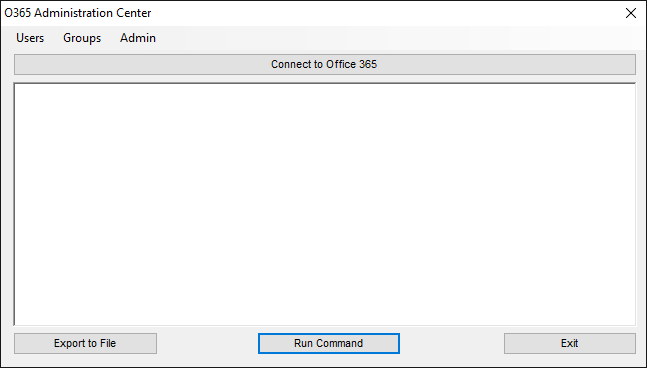 O365 Administration Center
Users Groups Admin
Connect to Office 365
Export to File Run Command Exit